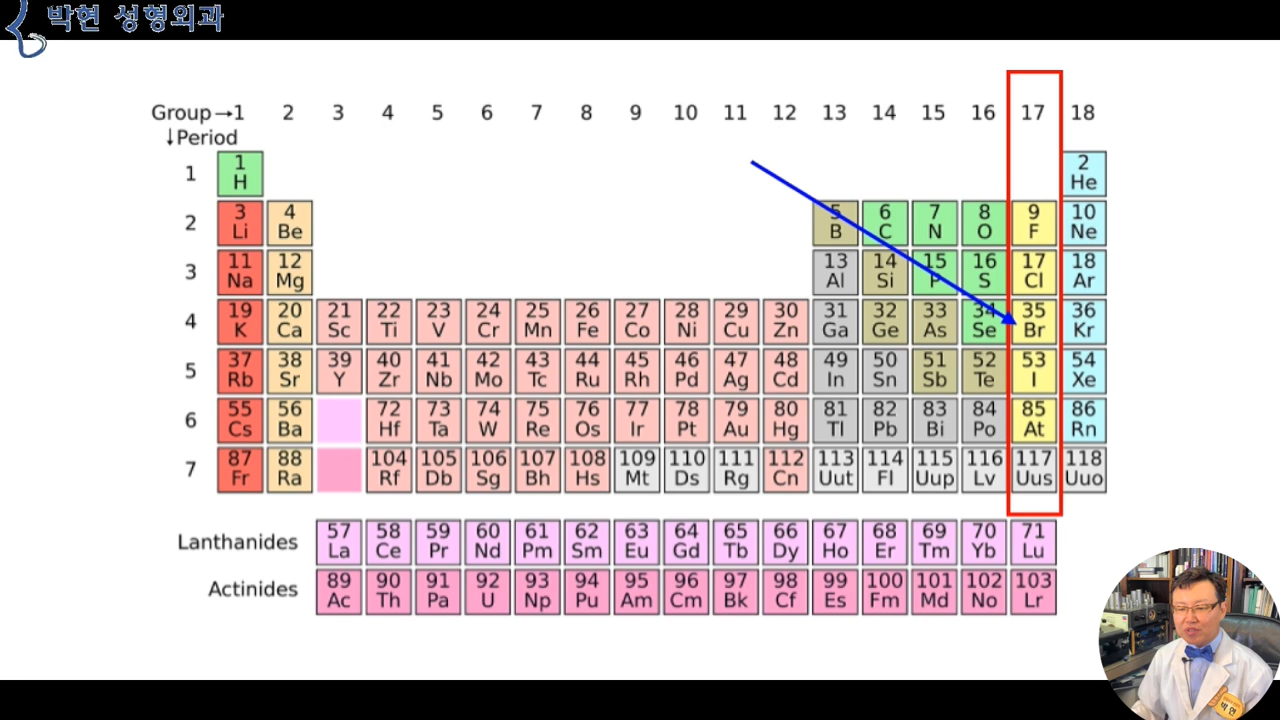 박현 성형외과
Group→1 2 3 4 5 6 7 8 9 10 11 12 13 14 15 16 17 18
↓Period
1 1 H 2 He
2 3 Li 4 Be 5 B 6 C 7 N 8 O 9 F 10 Ne
3 11 Na 12 Mg 13 Al 14 Si 15 P 16 S 17 Cl 18 Ar
4 19 K 20 Ca 21 Sc 22 Ti 23 V 24 Cr 25 Mn 26 Fe 27 Co 28 Ni 29 Cu 30 Zn 31 Ga 32 Ge 33 As 34 Se 35 Br 36 Kr
5 37 Rb 38 Sr 39 Y 40 Zr 41 Nb 42 Mo 43 Tc 44 Ru 45 Rh 46 Pd 47 Ag 48 Cd 49 In 50 Sn 51 Sb 52 Te 53 I 54 Xe
6 55 Cs 56 Ba 72 Hf 73 Ta 74 W 75 Re 76 Os 77 Ir 78 Pt 79 Au 80 Hg 81 Tl 82 Pb 83 Bi 84 Po 85 At 86 Rn
7 87 Fr 88 Ra 104 Rf 105 Db 106 Sg 107 Bh 108 Hs 109 Mt 110 Ds 111 Rg 112 Cn 113 Uut 114 Fl 115 Uup 116 Lv 117 Uus 118 Uuo
Lanthanides 57 La 58 Ce 59 Pr 60 Nd 61 Pm 62 Sm 63 Eu 64 Gd 65 Tb 66 Dy 67 Ho 68 Er 69 Tm 70 Yb 71 Lu
Actinides 89 Ac 90 Th 91 Pa 92 U 93 Np 94 Pu 95 Am 96 Cm 97 Bk 98 Cf 99 Es 100 Fm 101 Md 102 No 103 Lr
박 현